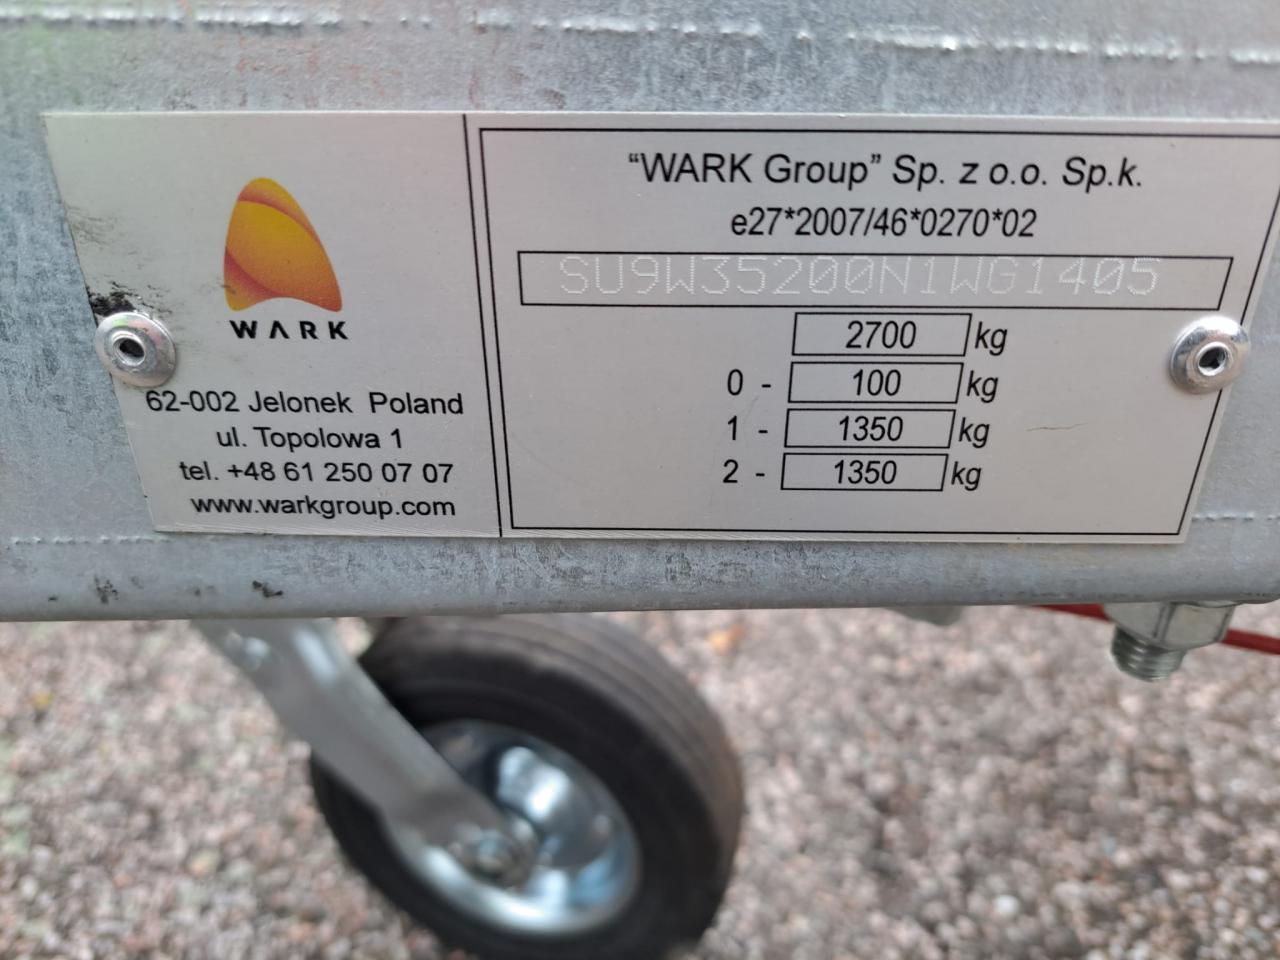 WARK
62-002 Jelonek Poland
ul. Topolowa 1
tel. +48 61 250 07 07
www.warkgroup.com
“WARK Group” Sp. z o.o. Sp.k.
e27*2007/46*0270*02
SU9W35200N1WG1405
2700 kg
0 - 100 kg
1 - 1350 kg
2 - 1350 kg